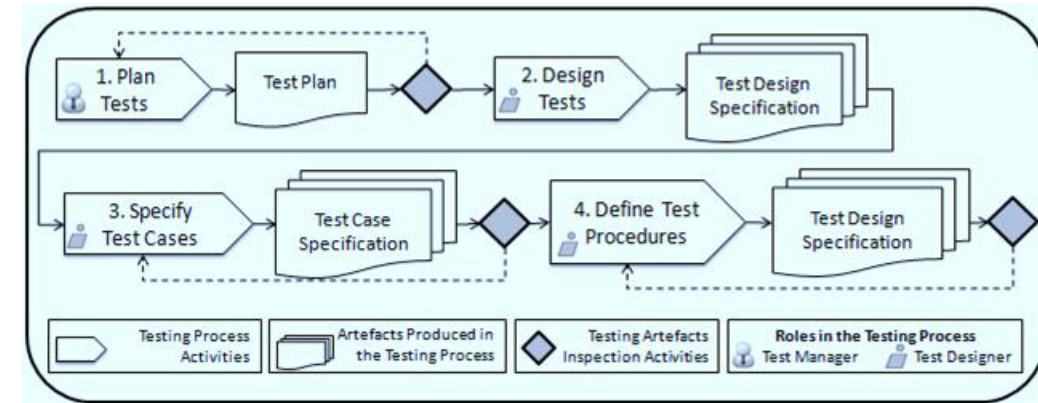 1. Plan
Tests
Test Plan
2. Design
Tests
Test Design
Specification
3. Specify
Test Cases
Test Case
Specification
4. Define Test
Procedures
Test Design
Specification
Testing Process
Activities
Artefacts Produced in
the Testing Process
Testing Artefacts
Inspection Activities
Roles in the Testing Process
Test Manager Test Designer